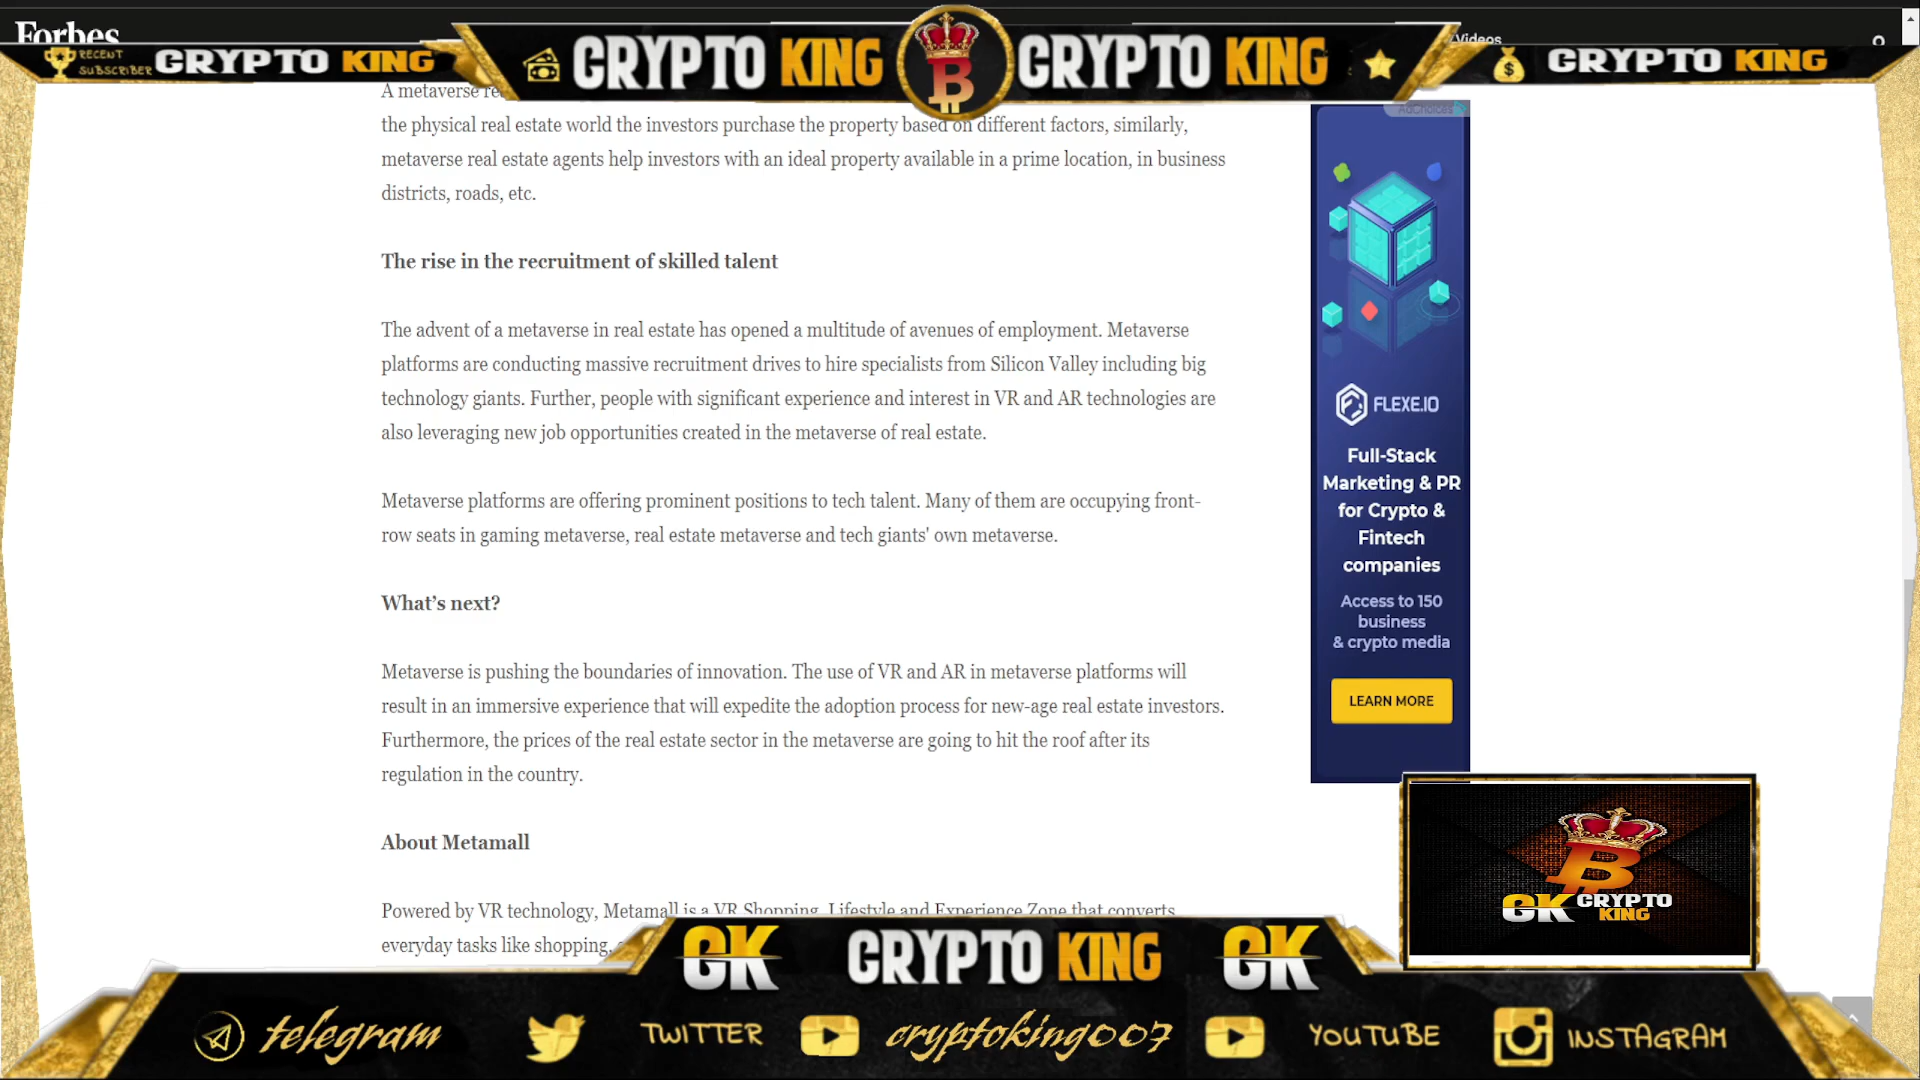 Forbes
Videos
RECENT
SUBSCRIBER
CRYPTO KING
CRYPTO KING
B
CRYPTO KING
CRYPTO KING
A metaverse
the physical real estate world the investors purchase the property based on different factors, similarly,
metaverse real estate agents help investors with an ideal property available in a prime location, in business
districts, roads, etc.
The rise in the recruitment of skilled talent
The advent of a metaverse in real estate has opened a multitude of avenues of employment. Metaverse
platforms are conducting massive recruitment drives to hire specialists from Silicon Valley including big
technology giants. Further, people with significant experience and interest in VR and AR technologies are
also leveraging new job opportunities created in the metaverse of real estate.
Metaverse platforms are offering prominent positions to tech talent. Many of them are occupying front-
row seats in gaming metaverse, real estate metaverse and tech giants' own metaverse.
What’s next?
Metaverse is pushing the boundaries of innovation. The use of VR and AR in metaverse platforms will
result in an immersive experience that will expedite the adoption process for new-age real estate investors.
Furthermore, the prices of the real estate sector in the metaverse are going to hit the roof after its
regulation in the country.
About Metamall
Powered by VR technology, Metamall is a VR Shopping, Lifestyle and Experience Zone that converts
everyday tasks like shopping,
AdChoices
FLEXE.IO
Full-Stack
Marketing & PR
for Crypto &
Fintech
companies
Access to 150
business
& crypto media
LEARN MORE
B
CK CRYPTO
KING
CK CRYPTO KING CK
telegram
TWITTER
cryptoking007
YOUTUBE
INSTAGRAM